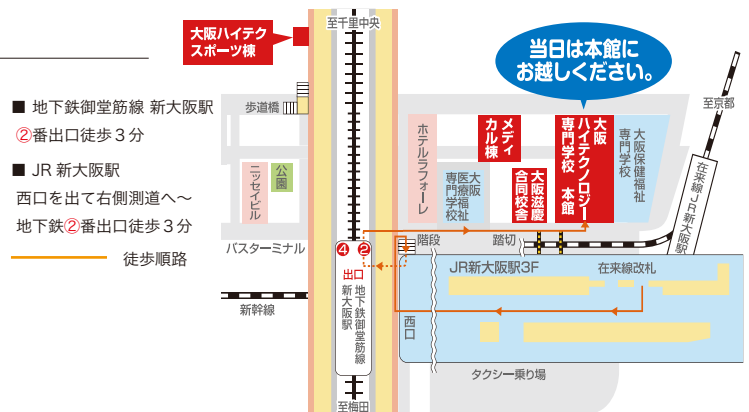 大阪ハイテク
スポーツ棟
至千里中央
当日は本館に
お越しください。
■ 地下鉄御堂筋線 新大阪駅
②番出口徒歩3分
■ JR 新大阪駅
西口を出て右側測道へ～
地下鉄②番出口徒歩3分
徒歩順路
歩道橋
至京都
ニッセイビル
公園
ホテルラフォーレ
大阪
医療福祉
専門学校
メディ
カル棟
大阪滋慶
合同校舎
大阪
ハイテクノロジー
専門学校 本館
大阪保健福祉
専門学校
在来線JR新大阪駅
バスターミナル
④ ②
出口
地下鉄御堂筋線
新大阪駅
階段
踏切
JR新大阪駅3F
在来線改札
新幹線
西口
タクシー乗り場
至梅田